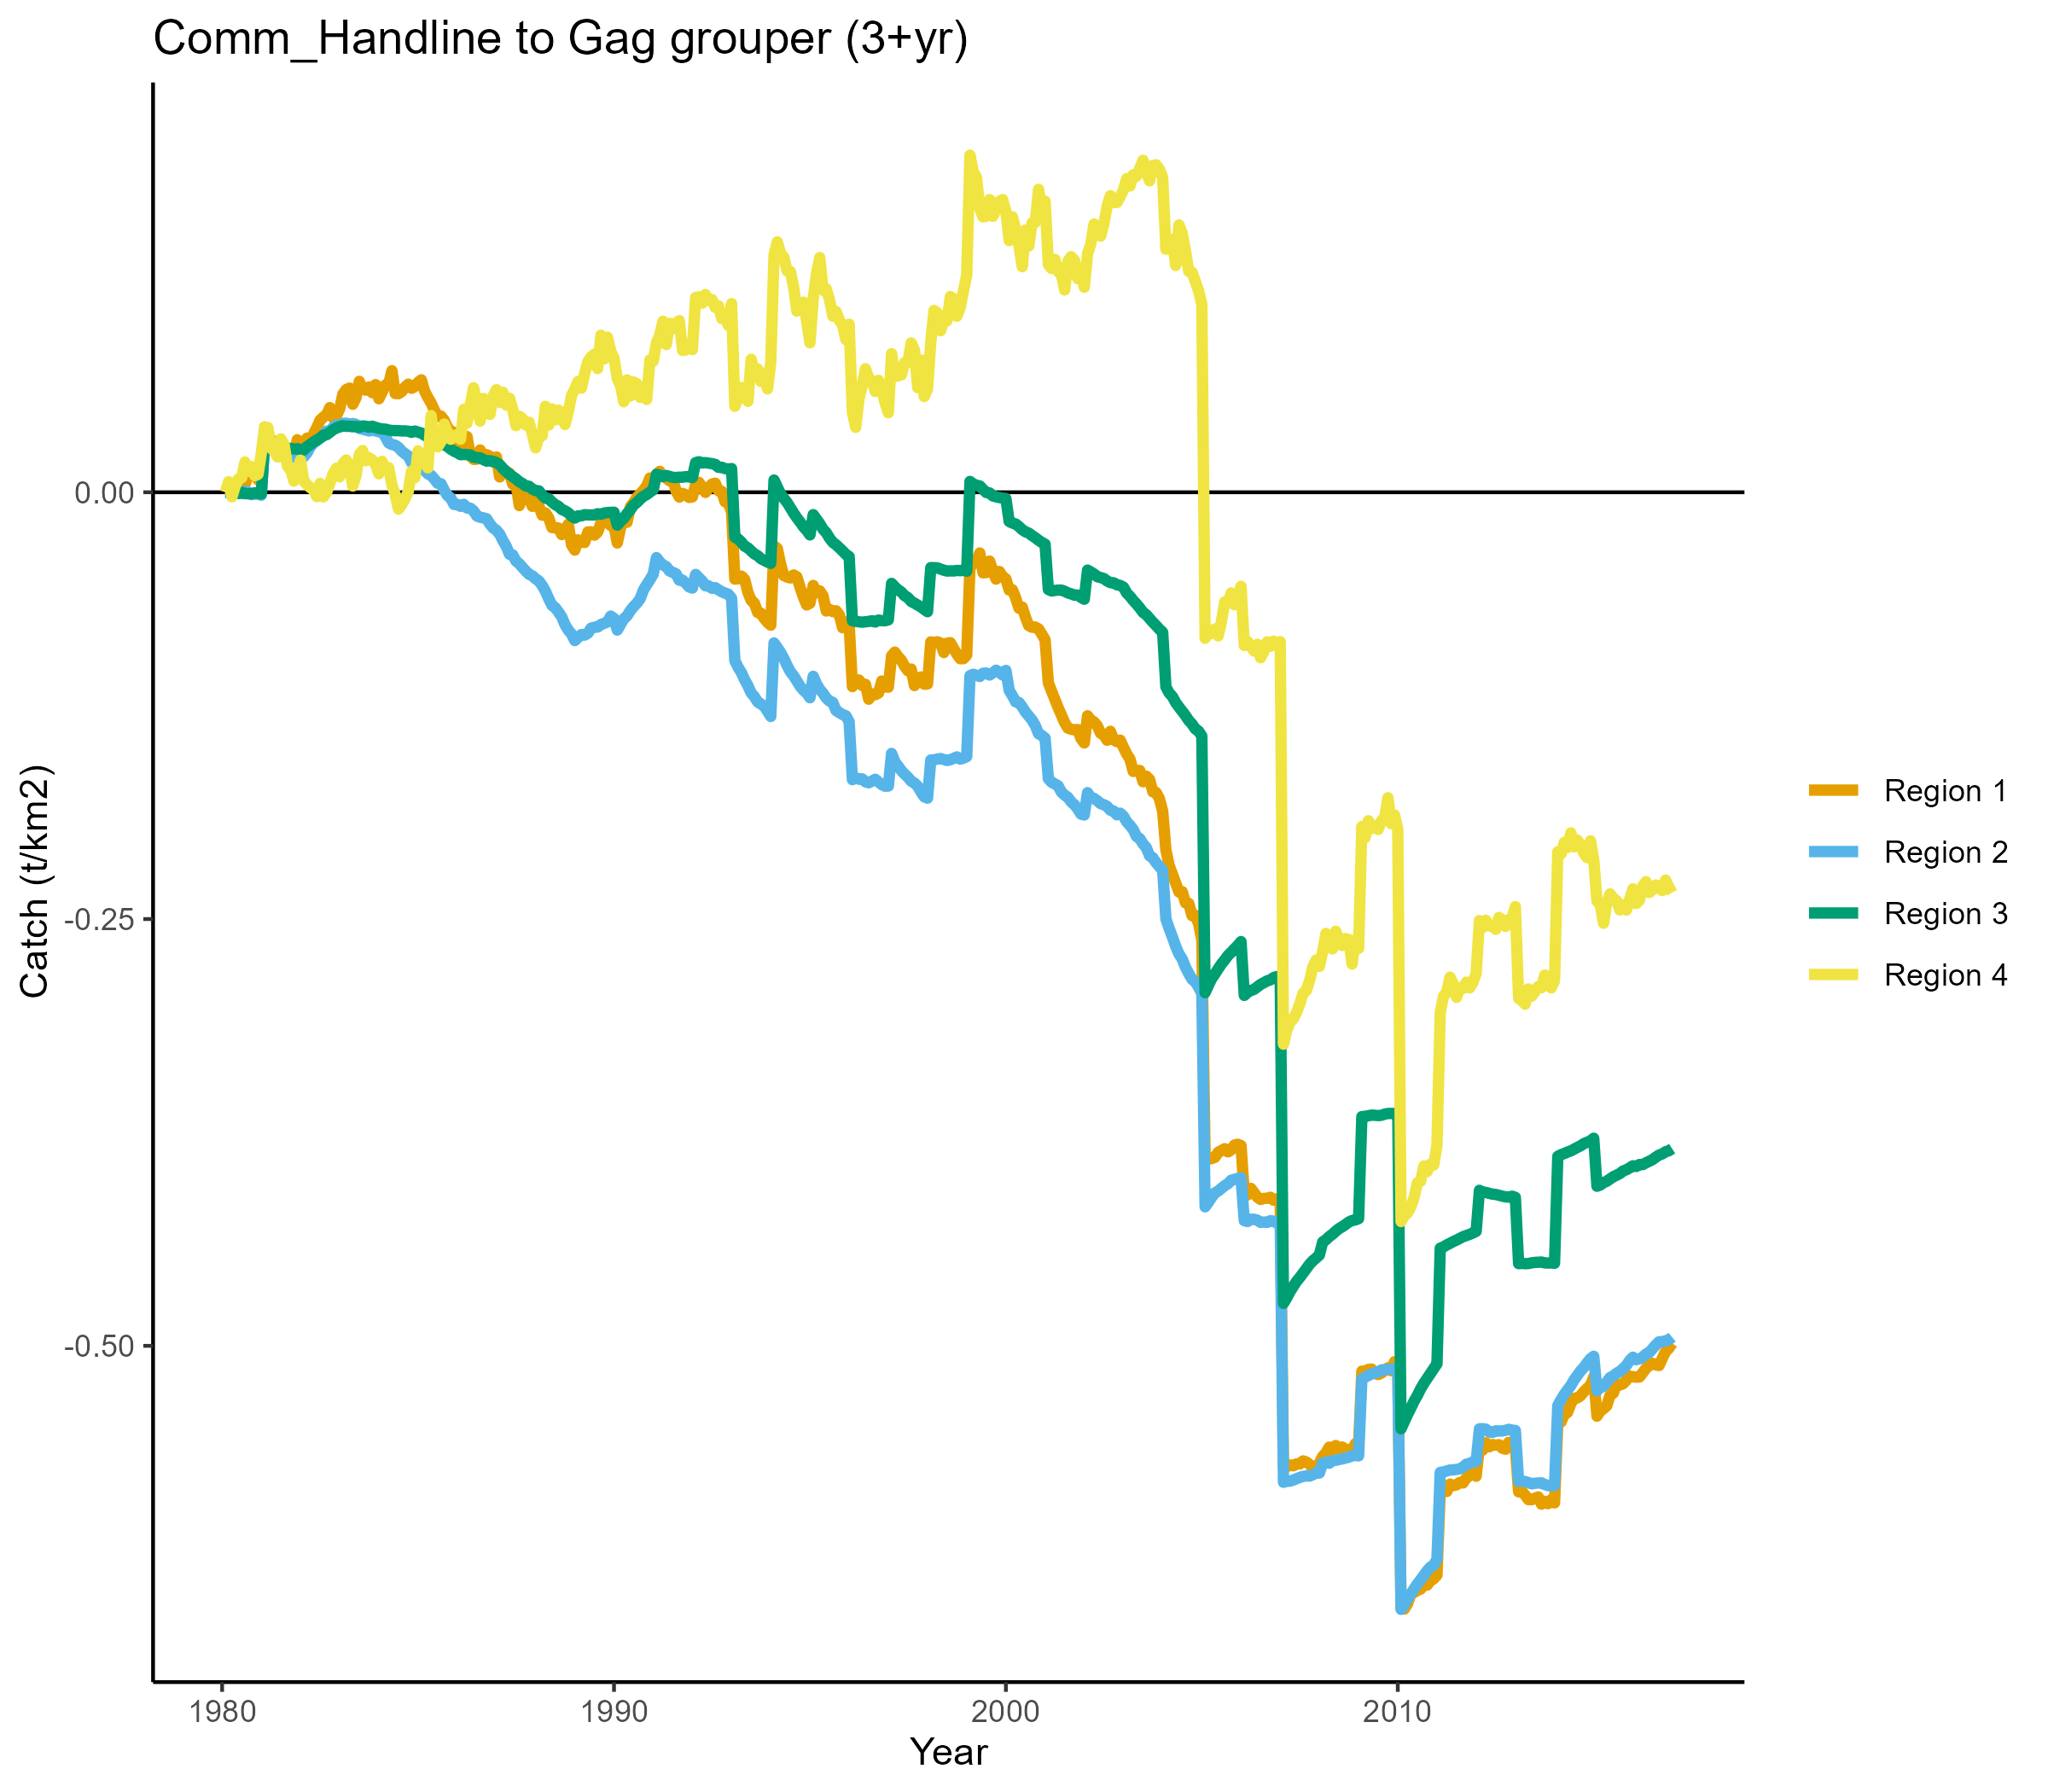 Comm_Handline to Gag grouper (3+yr)
Catch (t/km2)
0.00
-0.25
-0.50
1980
1990
2000
2010
Year
Region 1
Region 2
Region 3
Region 4